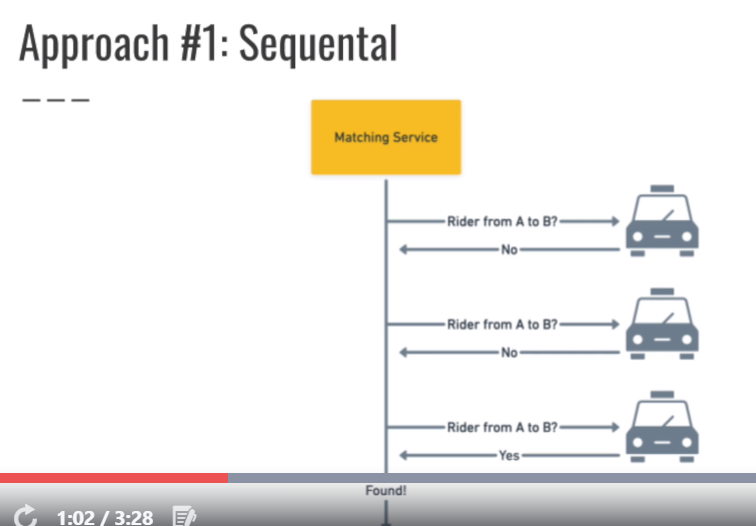 Approach #1: Sequental
Matching Service
Rider from A to B?
No
Rider from A to B?
No
Rider from A to B?
Yes
Found!
1:02 / 3:28